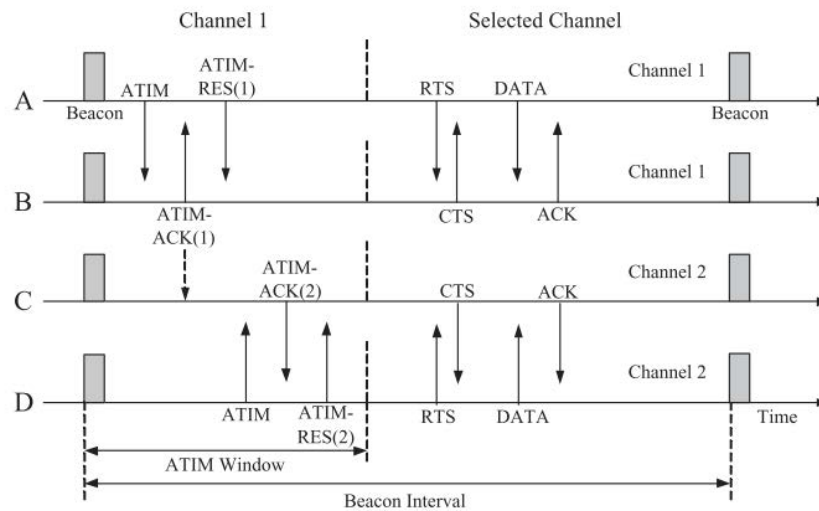 Channel 1
Selected Channel
ATIM
ATIM-
RES(1)
RTS
DATA
Channel 1
A
Beacon
Beacon
Channel 1
B
ATIM-
ACK(1)
CTS
ACK
ATIM-
ACK(2)
CTS
ACK
Channel 2
C
Channel 2
D
ATIM
ATIM-
RES(2)
RTS
DATA
Time
ATIM Window
Beacon Interval